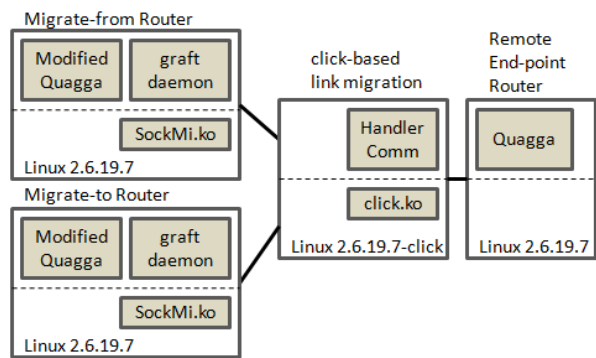 Migrate-from Router
Modified
Quagga
graft
daemon
SockMi.ko
Linux 2.6.19.7
Migrate-to Router
Modified
Quagga
graft
daemon
SockMi.ko
Linux 2.6.19.7
click-based
link migration
Handler
Comm
click.ko
Linux 2.6.19.7-click
Remote
End-point
Router
Quagga
Linux 2.6.19.7